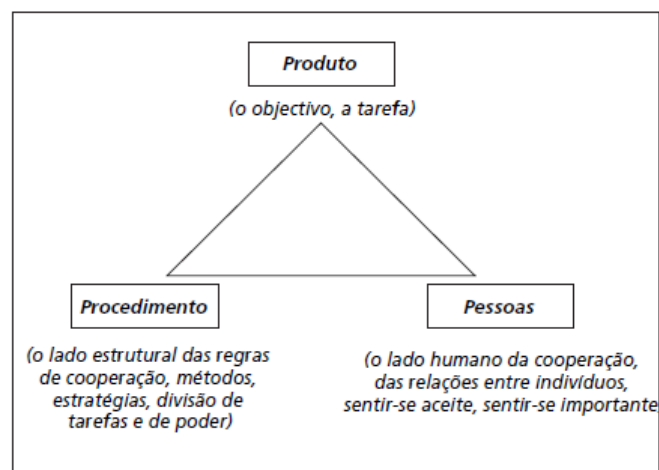 Produto
(o objectivo, a tarefa)
Procedimento
(o lado estrutural das regras
de cooperação, métodos,
estratégias, divisão de
tarefas e de poder)
Pessoas
(o lado humano da cooperação,
das relações entre indivíduos,
sentir-se aceite, sentir-se importante